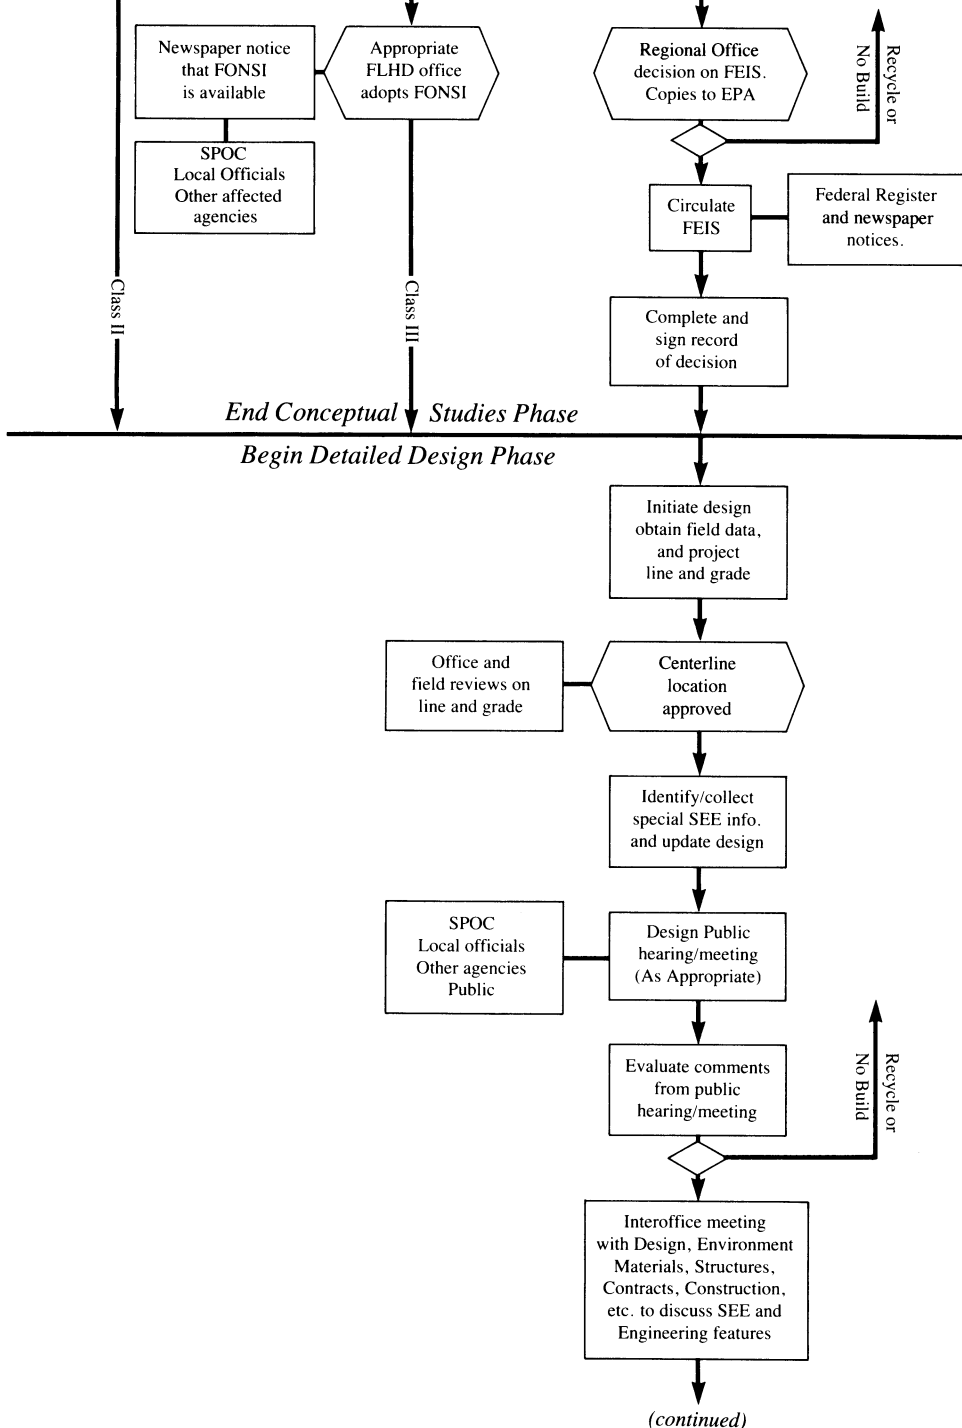 Newspaper notice
that FONSI
is available
Appropriate
FLHD office
adopts FONSI
Regional Office
decision on FEIS.
Copies to EPA
Recycle or
No Build
SPOC
Local Officials
Other affected
agencies
Circulate
FEIS
Federal Register
and newspaper
notices.
Class II
Class III
Complete and
sign record
of decision
End Conceptual Studies Phase
Begin Detailed Design Phase
Initiate design
obtain field data,
and project
line and grade
Office and
field reviews on
line and grade
Centerline
location
approved
Identify/collect
special SEE info.
and update design
SPOC
Local officials
Other agencies
Public
Design Public
hearing/meeting
(As Appropriate)
Evaluate comments
from public
hearing/meeting
Recycle or
No Build
Interoffice meeting
with Design, Environment
Materials, Structures,
Contracts, Construction,
etc. to discuss SEE and
Engineering features
(continued)